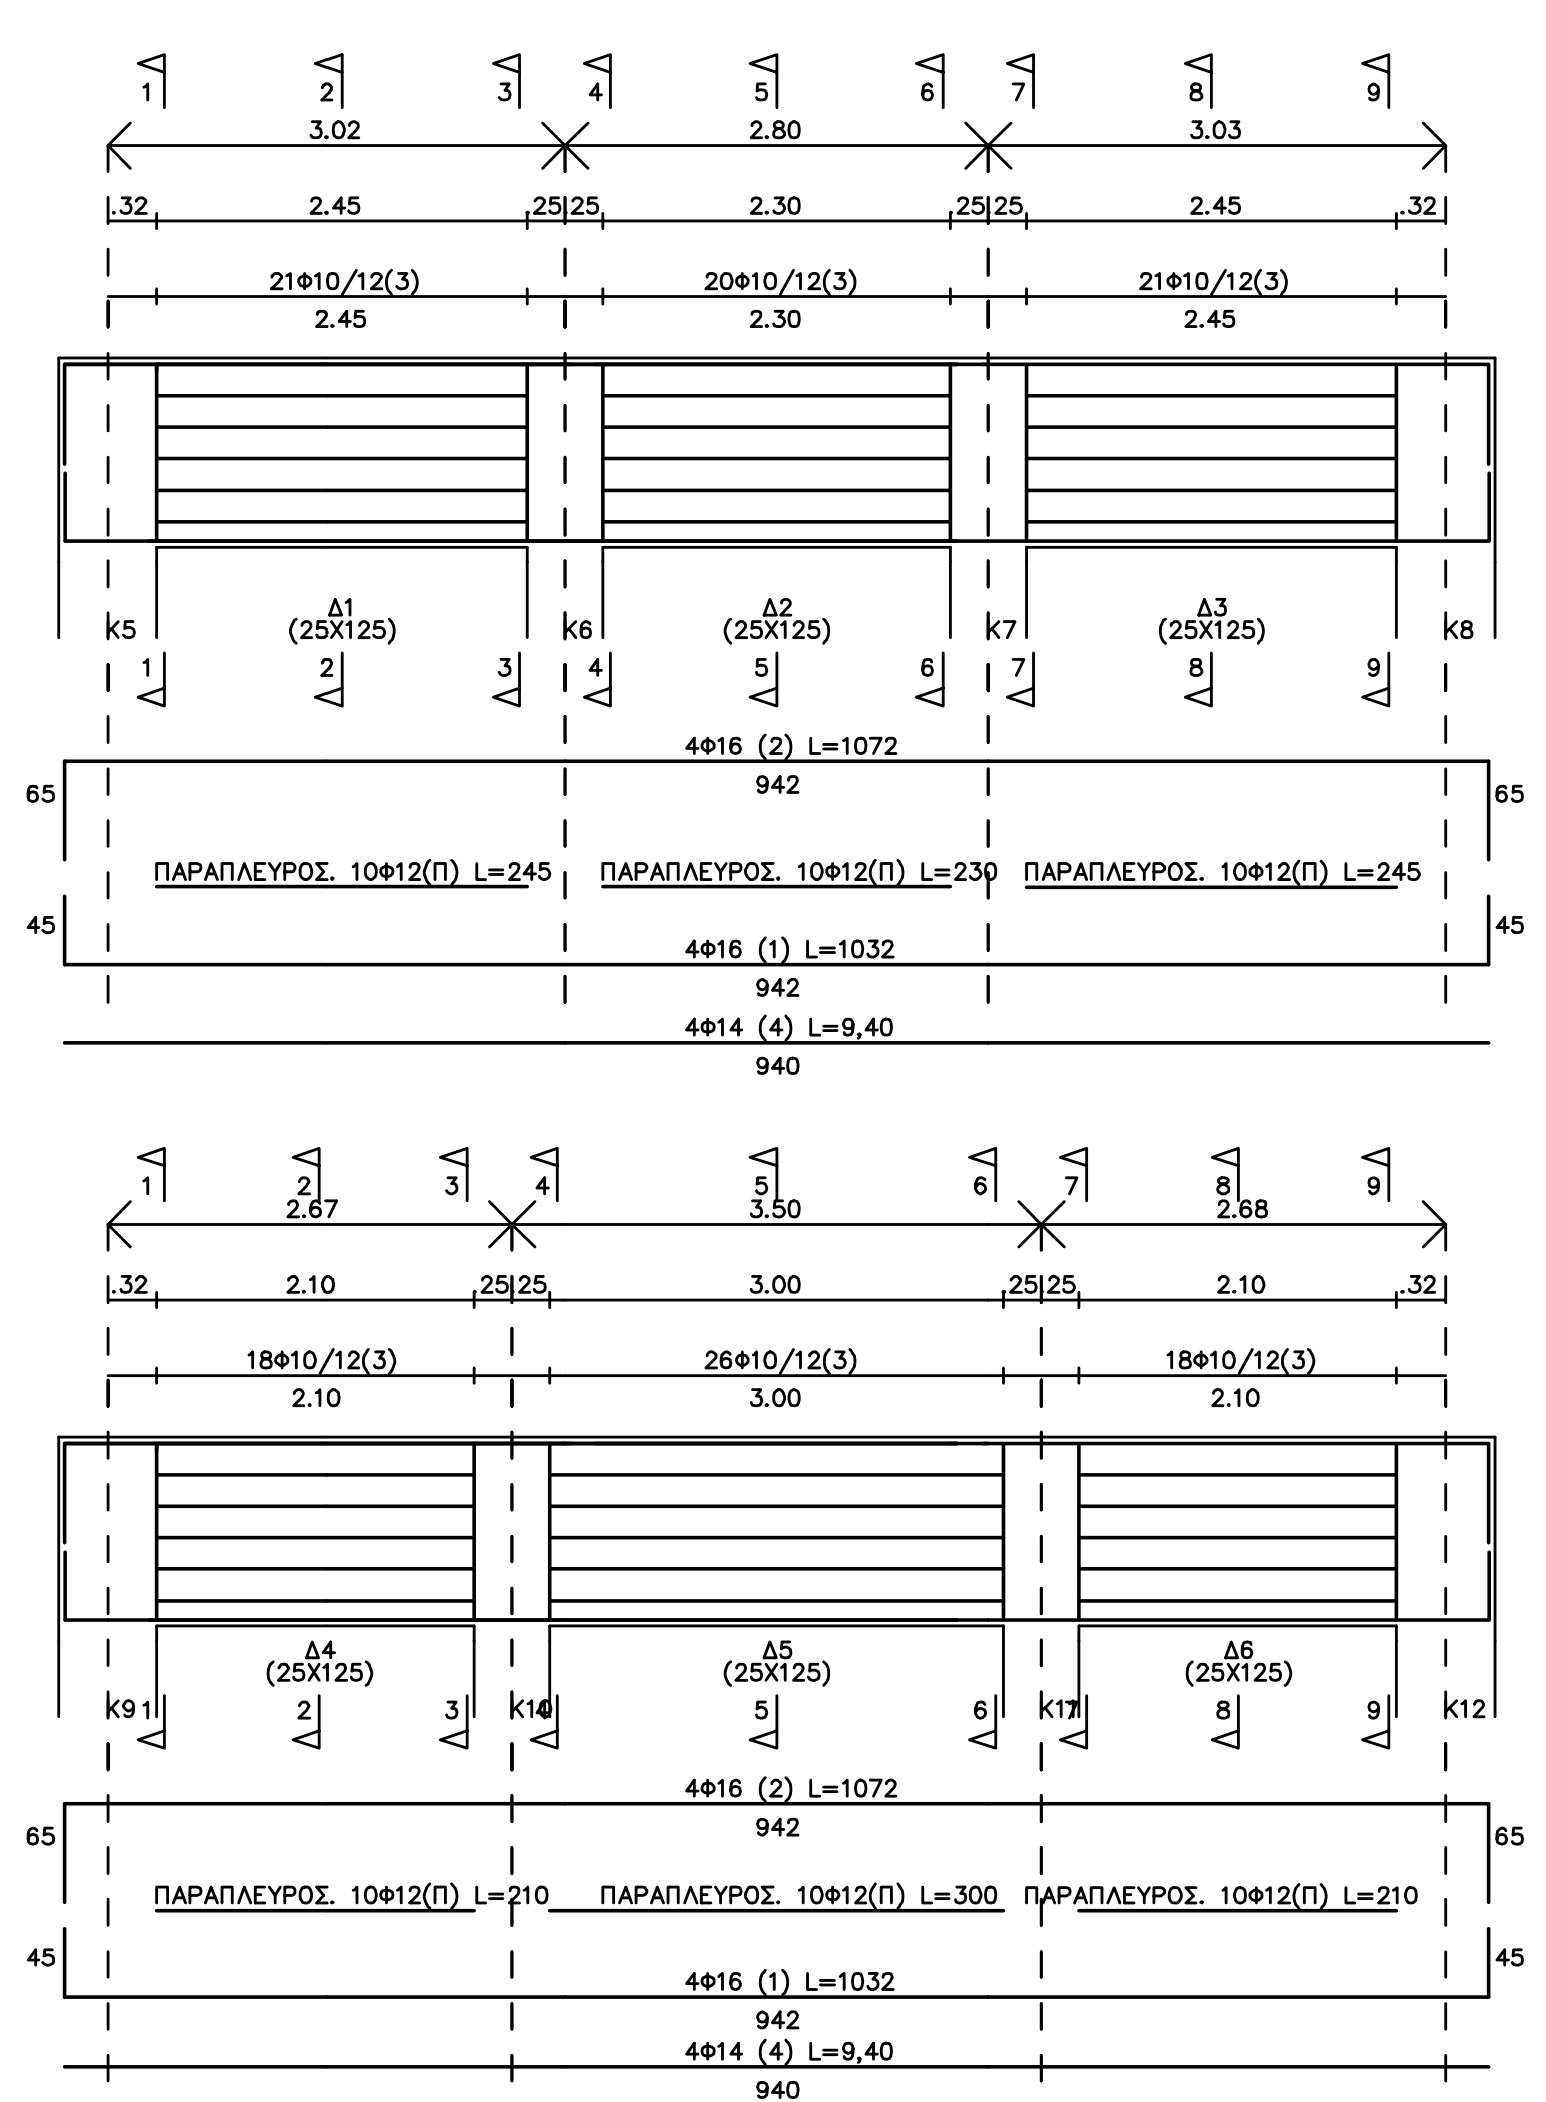 1 2 3 4 5 6 7 8 9
3.02 2.80 3.03
.32 2.45 .25 .25 2.30 .25 .25 2.45 .32
21Φ10/12(3) 20Φ10/12(3) 21Φ10/12(3)
2.45 2.30 2.45
Δ1 Δ2 Δ3
K5 (25X125) K6 (25X125) K7 (25X125) K8
1 2 3 4 5 6 7 8 9
4Φ16 (2) L=1072
942
65 65
ΠΑΡΑΠΛΕΥΡΟΣ. 10Φ12(Π) L=245 ΠΑΡΑΠΛΕΥΡΟΣ. 10Φ12(Π) L=230 ΠΑΡΑΠΛΕΥΡΟΣ. 10Φ12(Π) L=245
45 45
4Φ16 (1) L=1032
942
4Φ14 (4) L=9,40
940
1 2 3 4 5 6 7 8 9
2.67 3.50 2.68
.32 2.10 .25 .25 3.00 .25 .25 2.10 .32
18Φ10/12(3) 26Φ10/12(3) 18Φ10/12(3)
2.10 3.00 2.10
Δ4 Δ5 Δ6
(25X125) (25X125) (25X125)
K9 1 2 3 K10 4 5 6 K11 7 8 9 K12
4Φ16 (2) L=1072
942
65 65
ΠΑΡΑΠΛΕΥΡΟΣ. 10Φ12(Π) L=210 ΠΑΡΑΠΛΕΥΡΟΣ. 10Φ12(Π) L=300 ΠΑΡΑΠΛΕΥΡΟΣ. 10Φ12(Π) L=210
45 45
4Φ16 (1) L=1032
942
4Φ14 (4) L=9,40
940